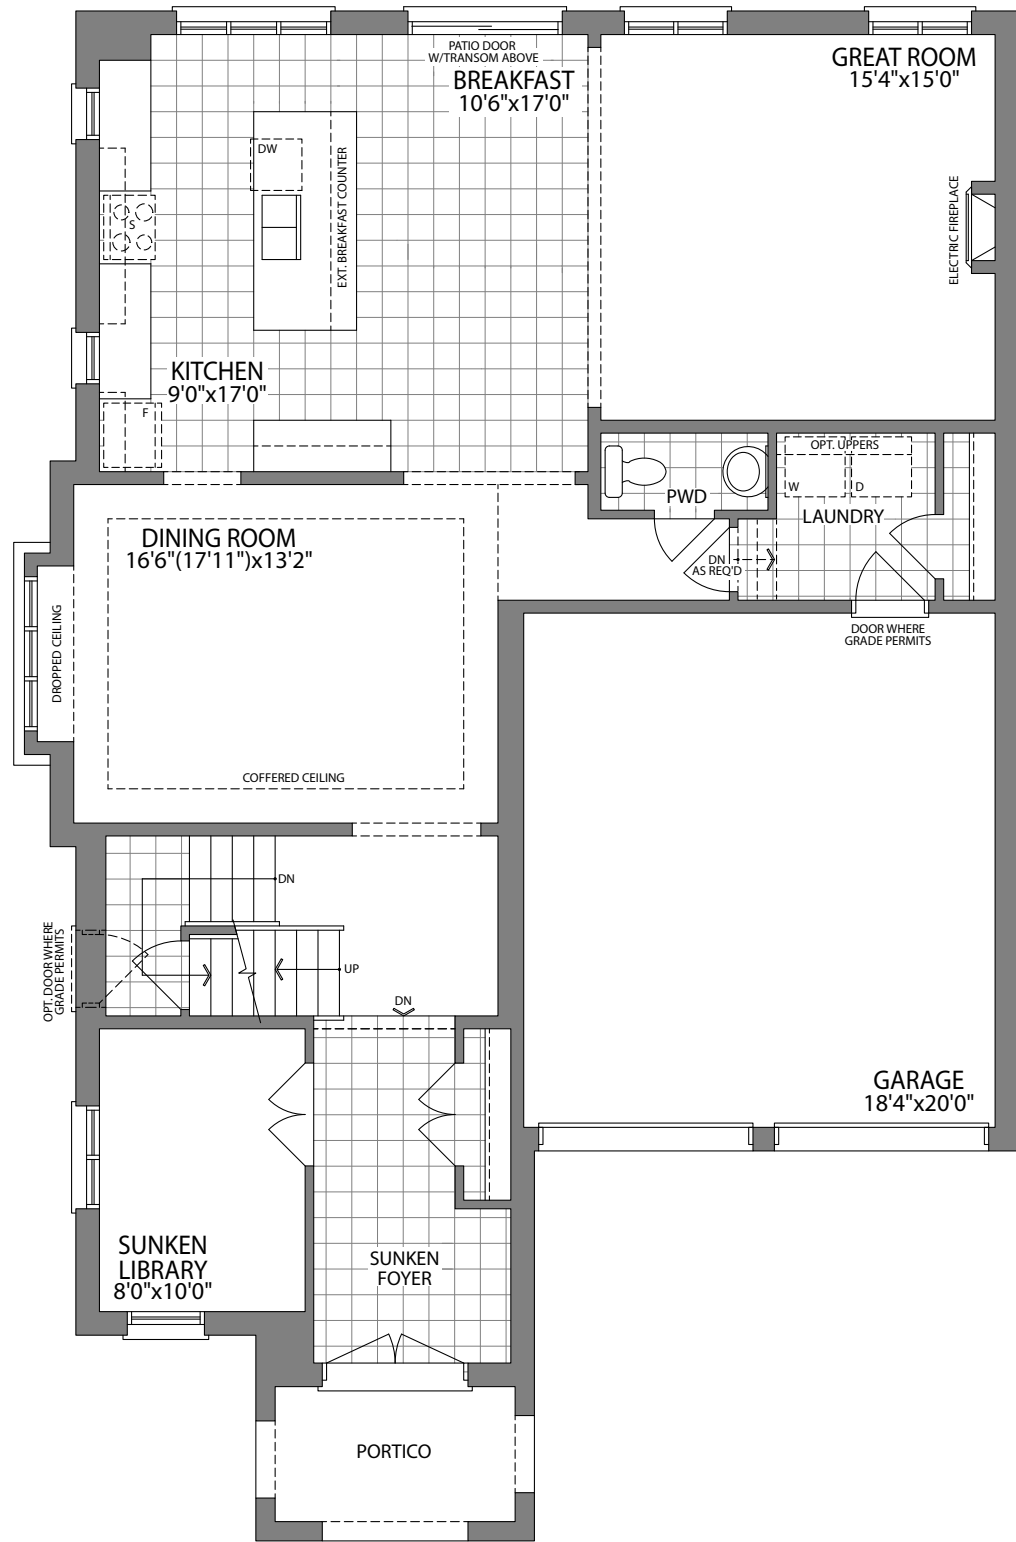 PATIO DOOR
W/TRANSOM ABOVE
BREAKFAST
10'6"x17'0"
GREAT ROOM
15'4"x15'0"
DW
EXT. BREAKFAST COUNTER
S
ELECTRIC FIREPLACE
KITCHEN
9'0"x17'0"
F
OPT. UPPERS
W
D
PWD
LAUNDRY
DINING ROOM
16'6"(17'11")x13'2"
DN
AS REQ'D
DROPPED CEILING
DOOR WHERE
GRADE PERMITS
COFFERED CEILING
DN
OPT. DOOR WHERE
GRADE PERMITS
UP
DN
GARAGE
18'4"x20'0"
SUNKEN
LIBRARY
8'0"x10'0"
SUNKEN
FOYER
PORTICO